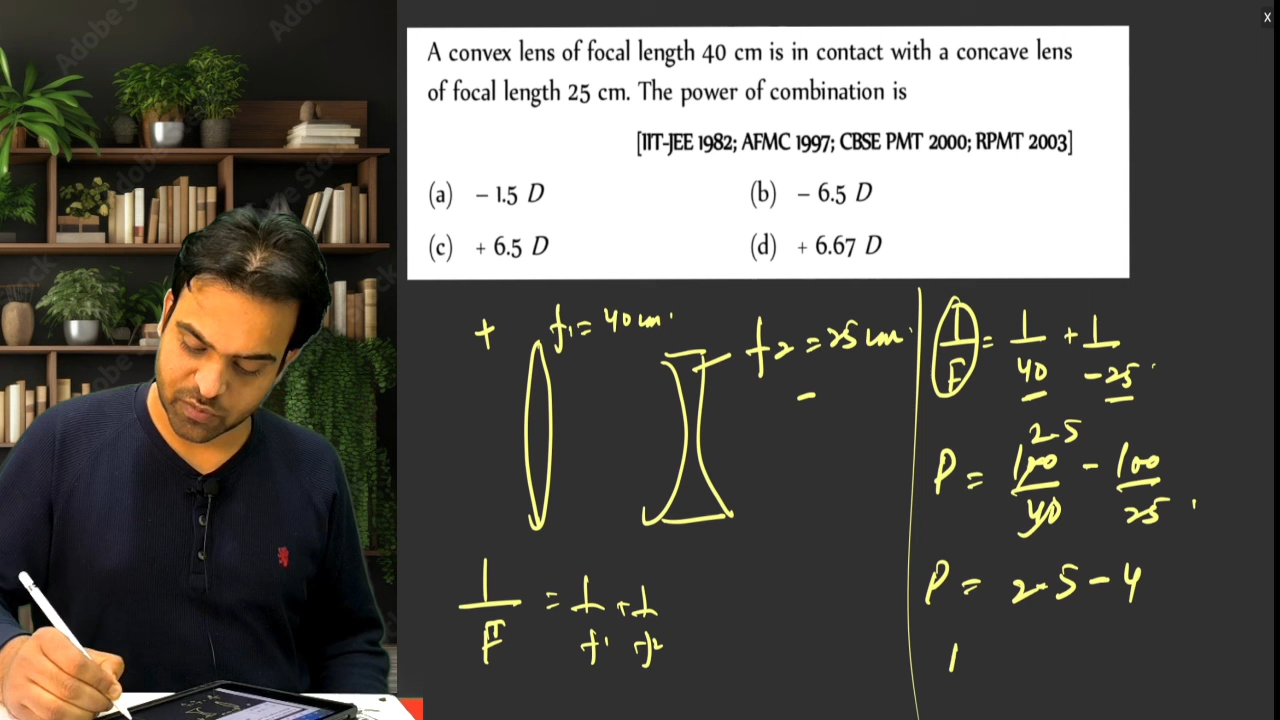 X
A convex lens of focal length 40 cm is in contact with a concave lens
of focal length 25 cm. The power of combination is
[IIT-JEE 1982; AFMC 1997; CBSE PMT 2000; RPMT 2003]
(a) – 1.5 D
(b) – 6.5 D
(c) + 6.5 D
(d) + 6.67 D
+ f₁ = 40 cm.
f₂ = 25 cm.
–
1/F = 1/f₁ + 1/f₂
1/F = 1/40 + 1/-25
2.5
P = 100/40 – 100/25
P = 2.5 – 4
Adobe Stock